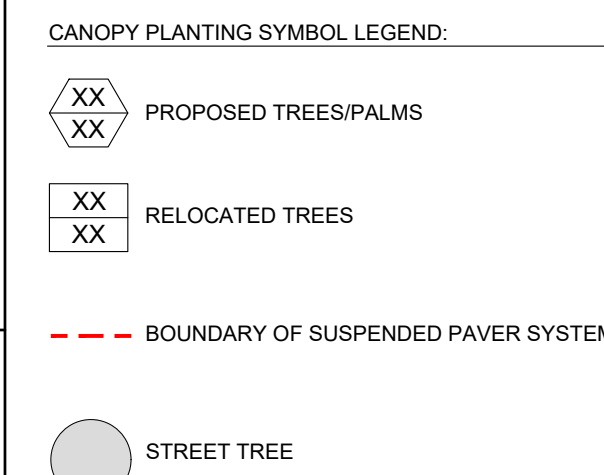 CANOPY PLANTING SYMBOL LEGEND:
XX
XX
PROPOSED TREES/PALMS
XX
XX
RELOCATED TREES
BOUNDARY OF SUSPENDED PAVER SYSTEM
STREET TREE